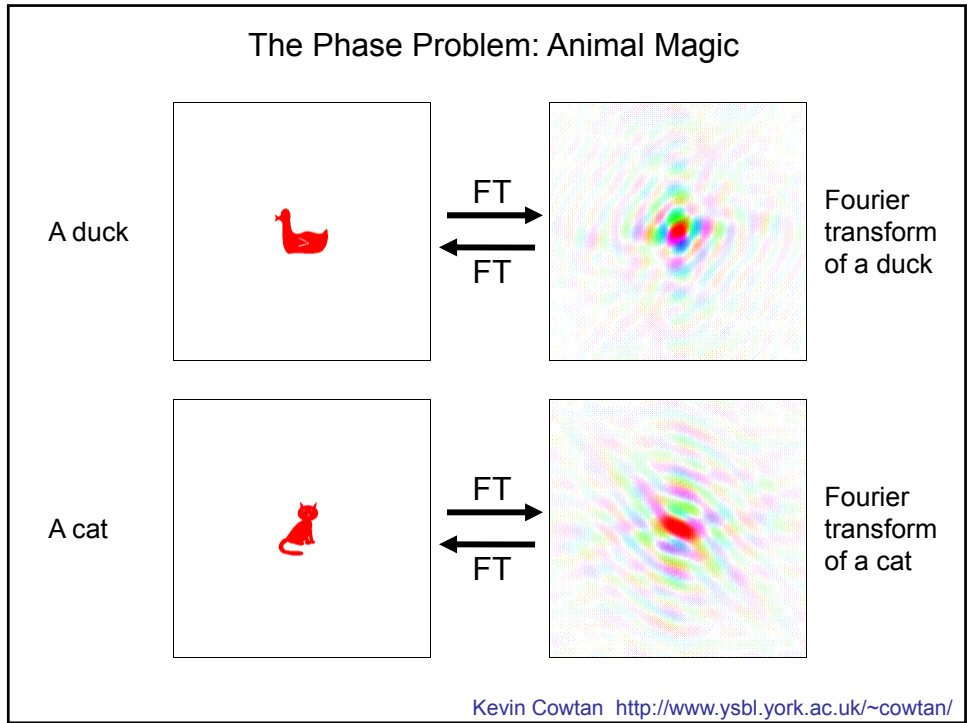 The Phase Problem: Animal Magic
A duck
FT
FT
Fourier
transform
of a duck
A cat
FT
FT
Fourier
transform
of a cat
Kevin Cowtan http://www.ysbl.york.ac.uk/~cowtan/